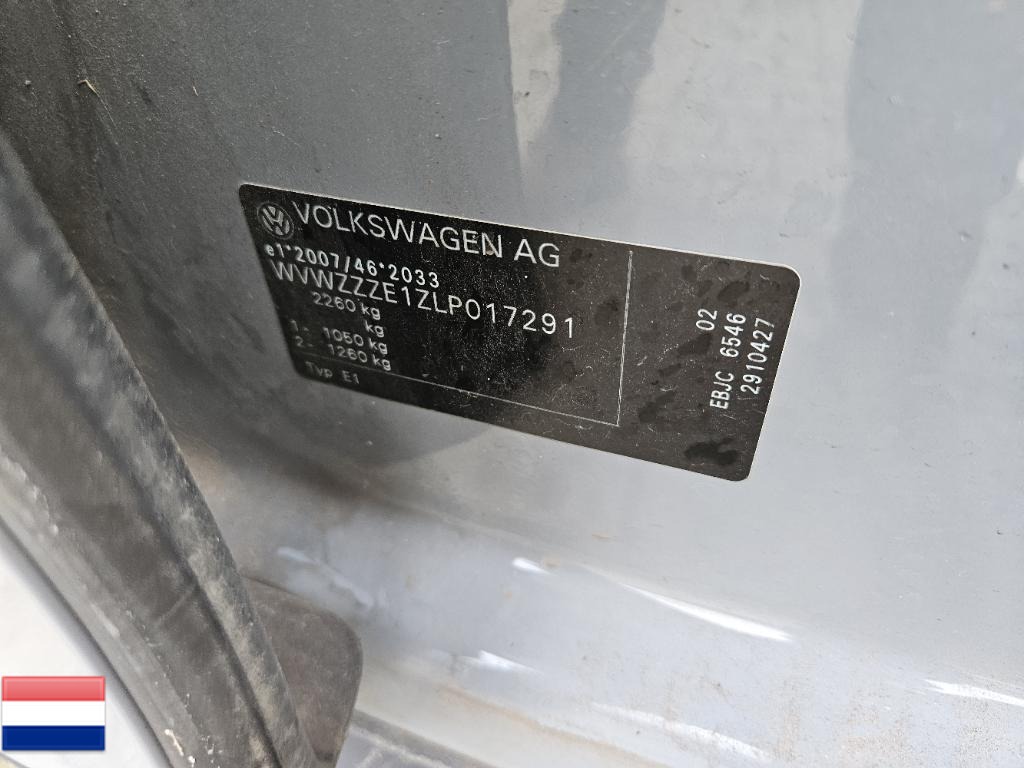 VOLKSWAGEN AG
e1*2007/46*2033
WVWZZZE1ZLP017291
2260 kg
kg
1 - 1050 kg
2 - 1260 kg
Typ E1
02
EBJC 6546
2910427